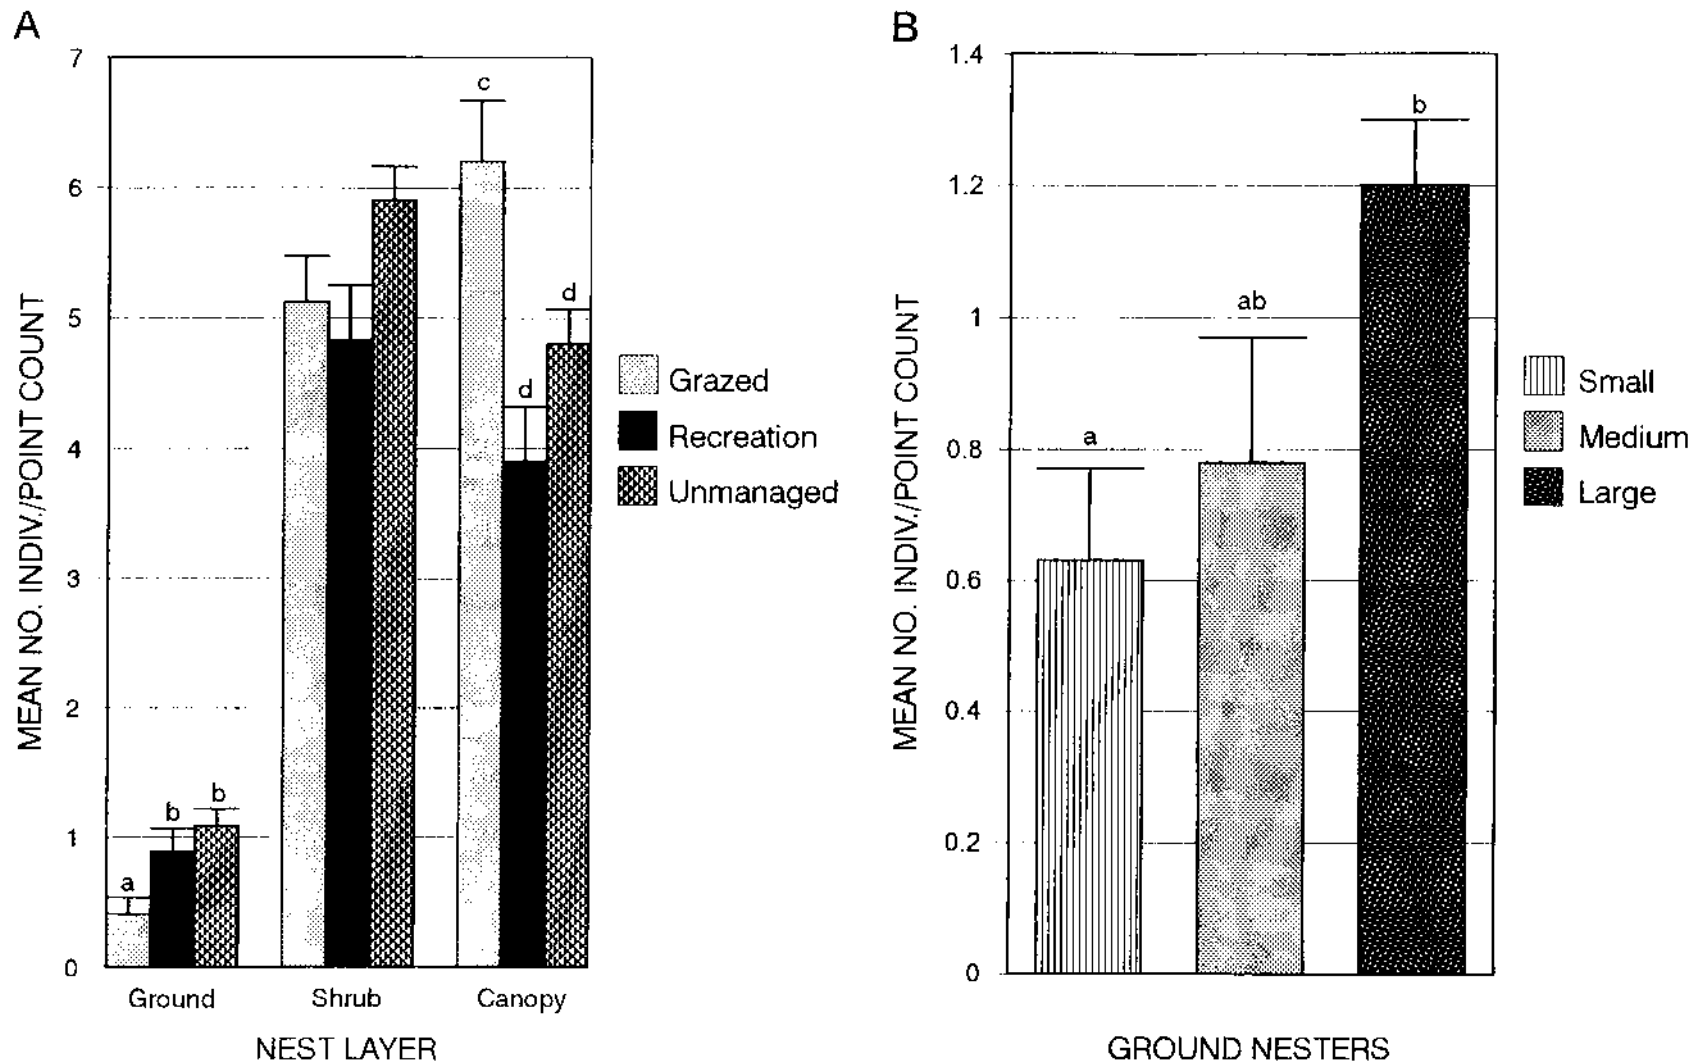 A
7
6
5
4
3
2
1
0
MEAN NO. INDIV./POINT COUNT
a
b
b
c
d
d
Ground
Shrub
Canopy
NEST LAYER
Grazed
Recreation
Unmanaged
B
1.4
1.2
1
0.8
0.6
0.4
0.2
0
MEAN NO. INDIV./POINT COUNT
a
ab
b
GROUND NESTERS
Small
Medium
Large